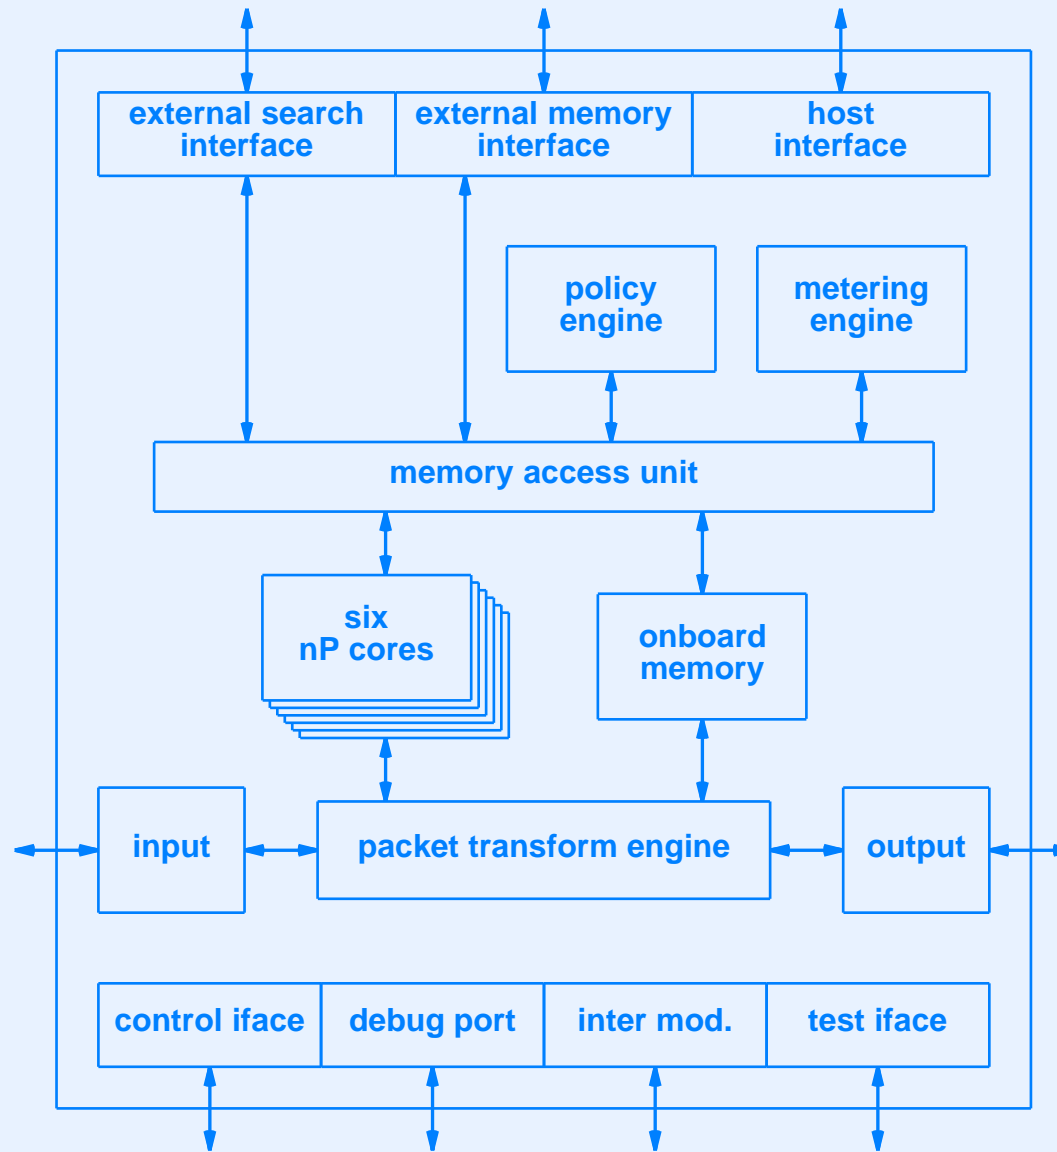 external search
interface
external memory
interface
host
interface
policy
engine
metering
engine
memory access unit
six
nP cores
onboard
memory
input
packet transform engine
output
control iface
debug port
inter mod.
test iface